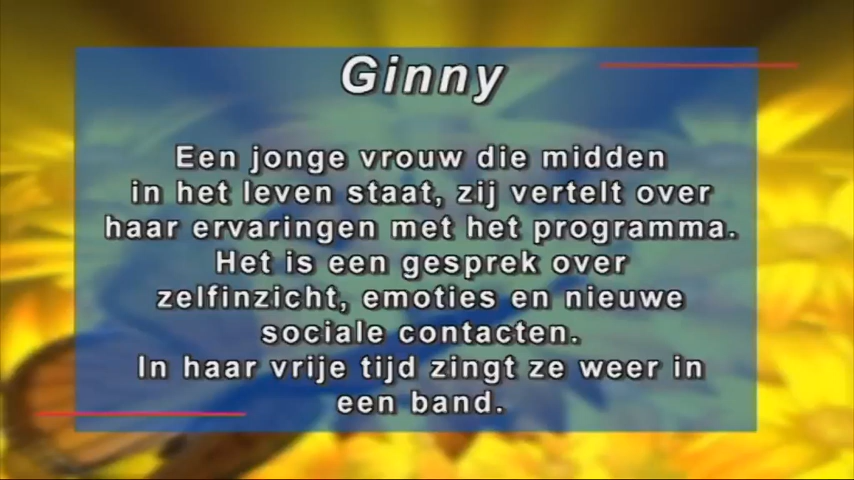 Ginny
Een jonge vrouw die midden
in het leven staat, zij vertelt over
haar ervaringen met het programma.
Het is een gesprek over
zelfinzicht, emoties en nieuwe
sociale contacten.
In haar vrije tijd zingt ze weer in
een band.